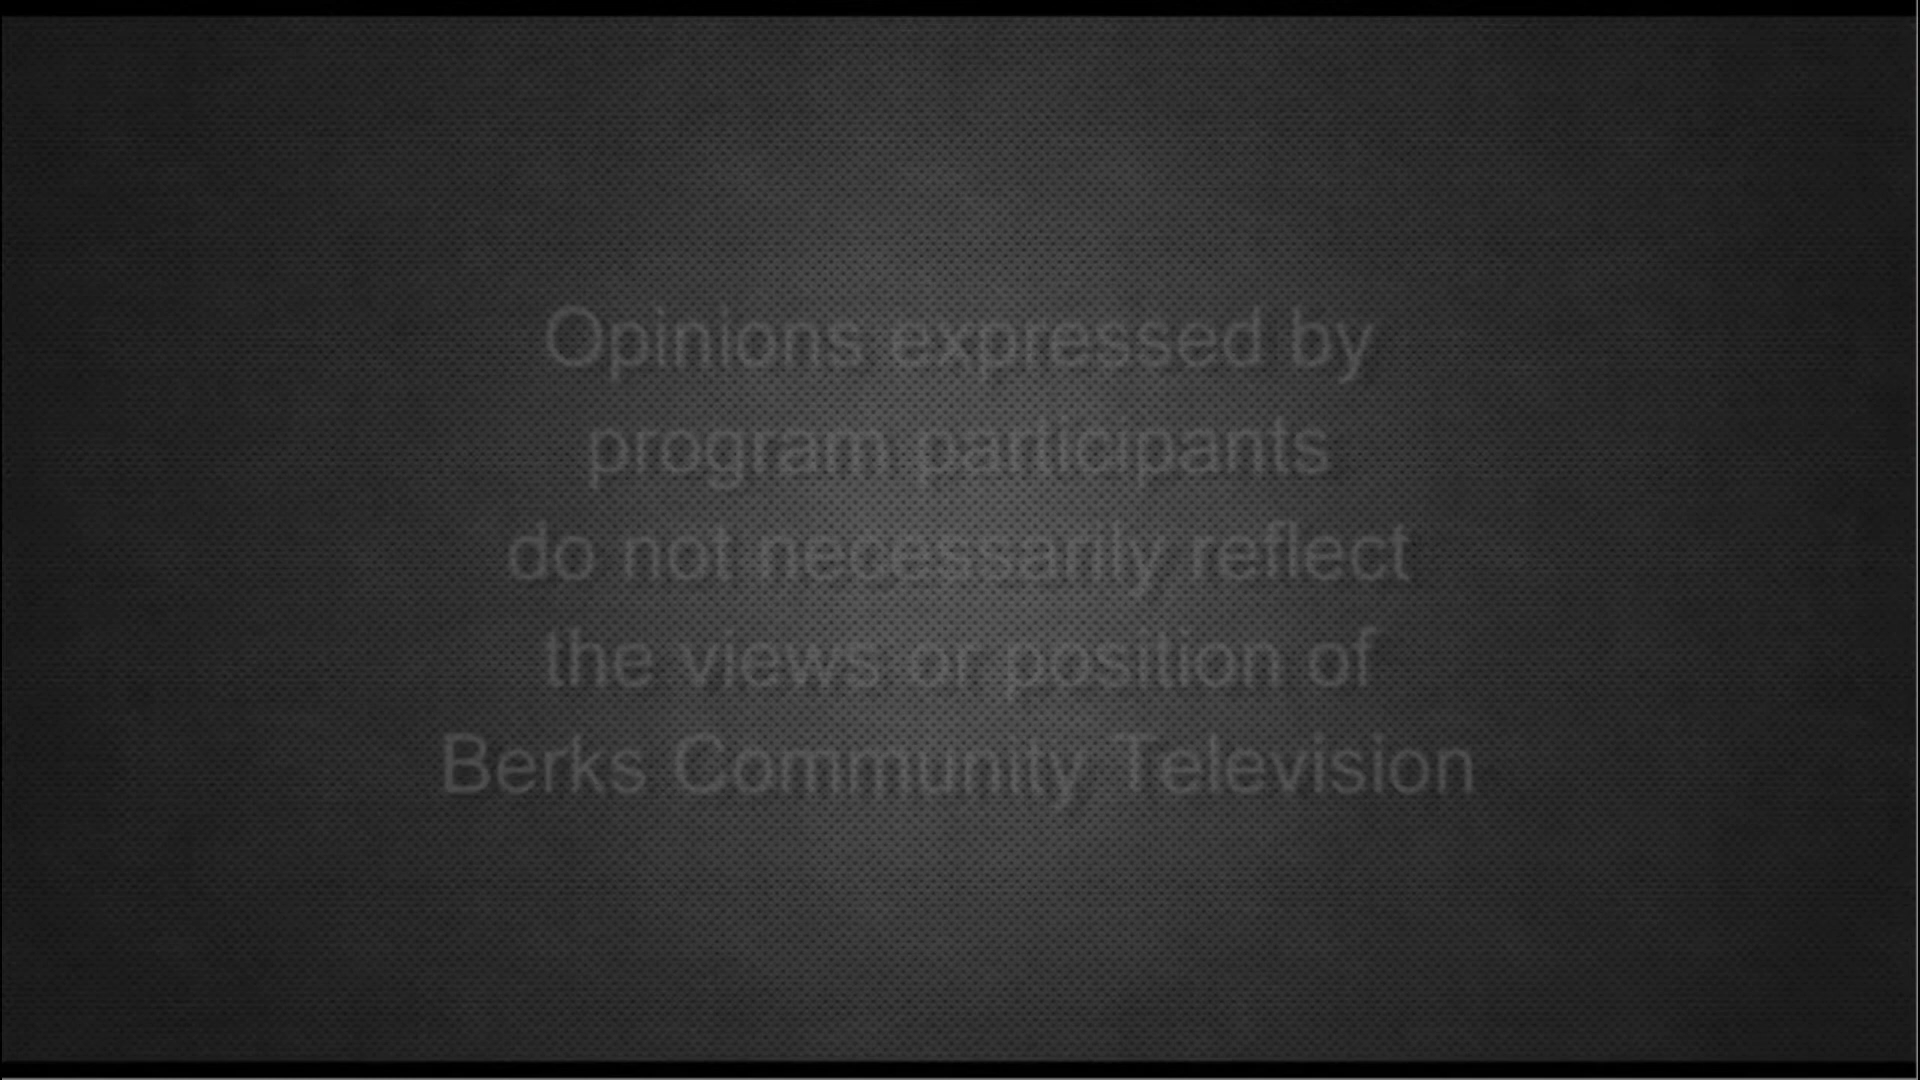 Opinions expressed by
program participants
do not necessarily reflect
the views or position of
Berks Community Television